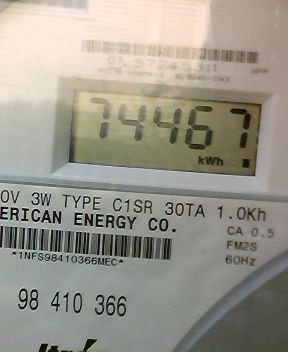 74467
kWh
0V 3W TYPE C1SR 30TA 1.0Kh
ERICAN ENERGY CO.
CA 0.5
FM2S
60Hz
*1NFS98410366MEC*
98 410 366